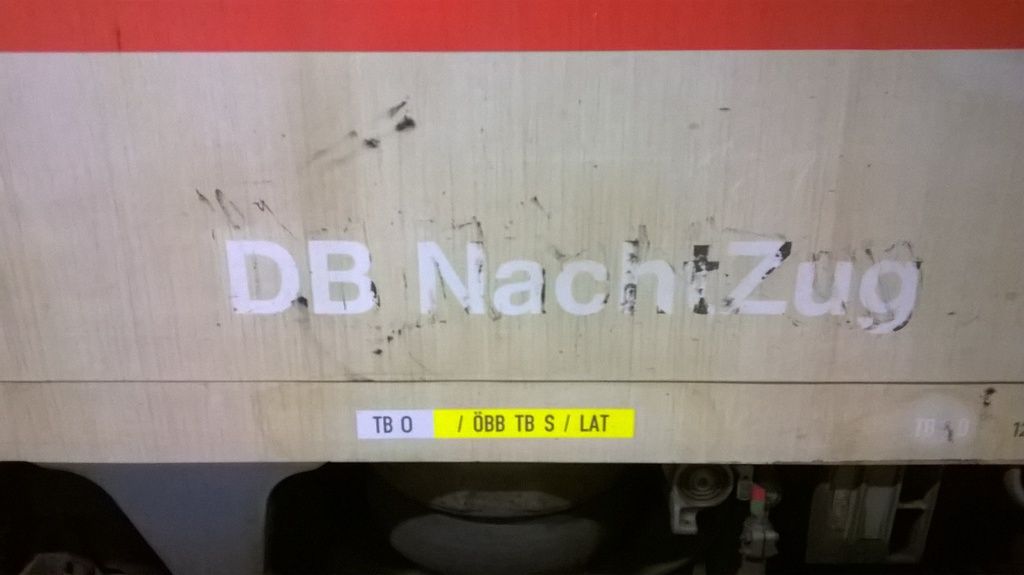 DB NachtZug
TB O / ÖBB TB S / LAT